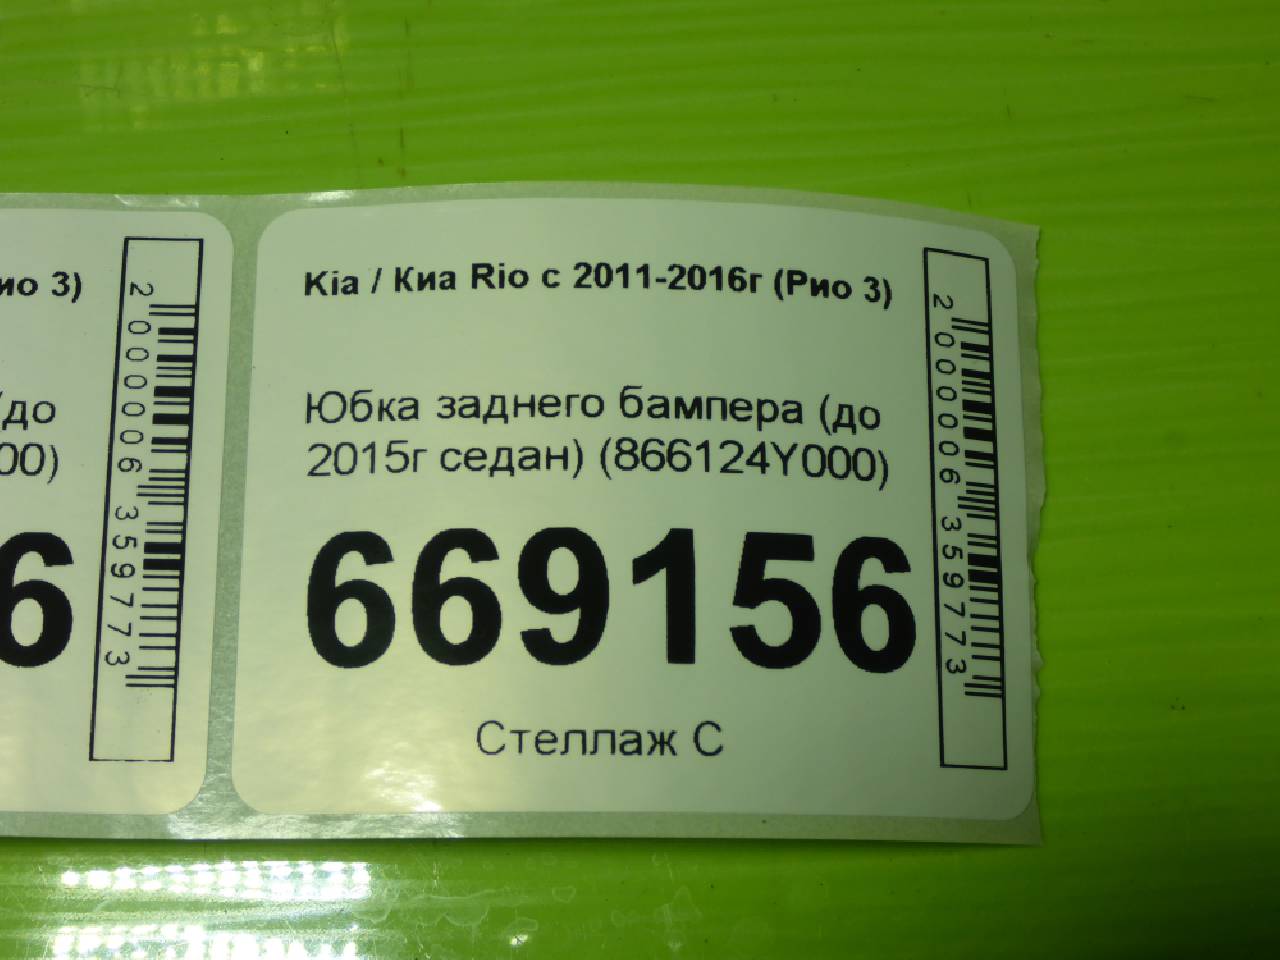 ио 3)
(до
00)
6
2000006359773
Kia / Киа Rio с 2011-2016г (Рио 3)
Юбка заднего бампера (до
2015г седан) (866124Y000)
669156
Стеллаж С
2000006359773